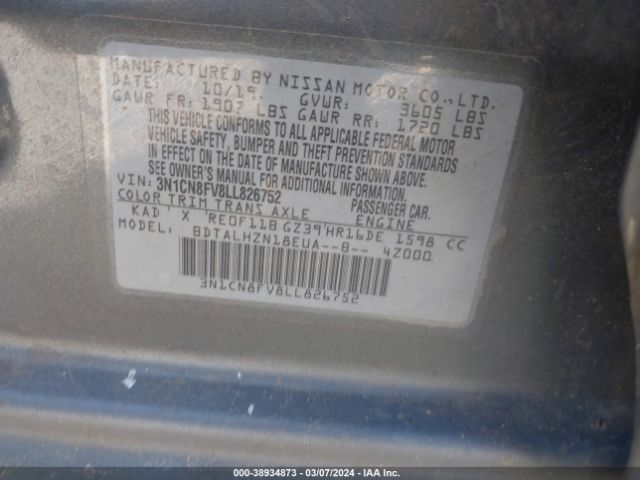 MANUFACTURED BY NISSAN MOTOR CO., LTD.
DATE: 10/19 GVWR: 3605 LBS
GAWR FR: 1907 LBS GAWR RR: 1720 LBS
THIS VEHICLE CONFORMS TO ALL APPLICABLE FEDERAL MOTOR
VEHICLE SAFETY, BUMPER AND THEFT PREVENTION STANDARDS
IN EFFECT ON THE DATE OF MANUFACTURE SHOWN ABOVE.
SEE OWNER'S MANUAL FOR ADDITIONAL INFORMATION.
VIN: 3N1CN8FV8LL826752 PASSENGER CAR.
COLOR TRIM TRANS AXLE ENGINE
KAD X RE0F11B GZ39 HR16DE 1598 CC
MODEL: BDTALHZN18EUA--B-- 42000
3N1CN8FV8LL826752
000-38934873 - 03/07/2024 - IAA Inc.